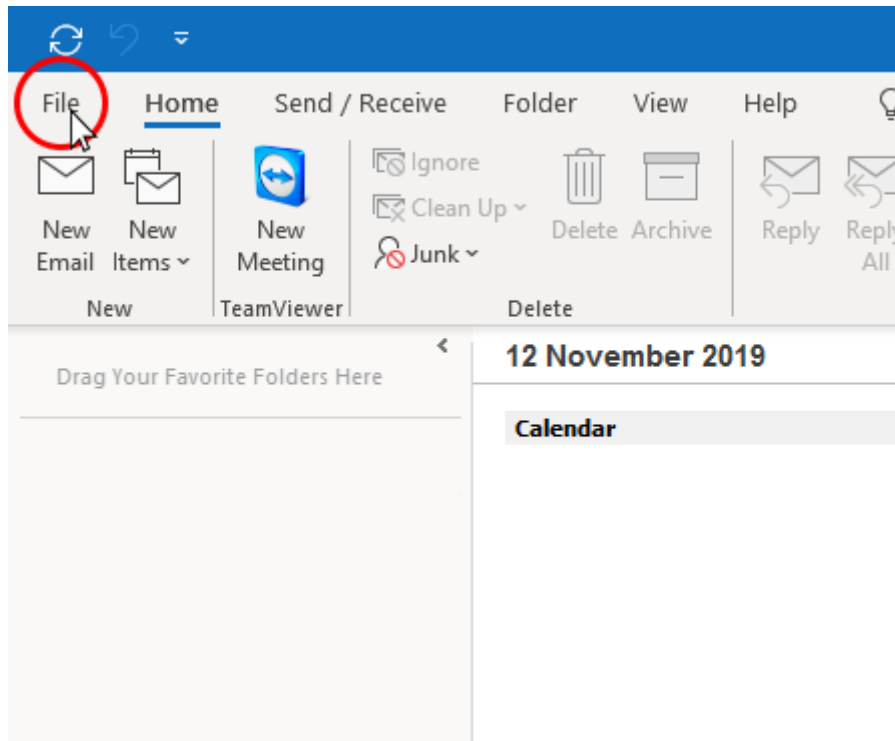 File Home Send / Receive Folder View Help
Ignore
Clean Up
Junk
New Email
New Items
New Meeting
Delete
Archive
Reply
Reply All
New
TeamViewer
Delete
Drag Your Favorite Folders Here
12 November 2019
Calendar